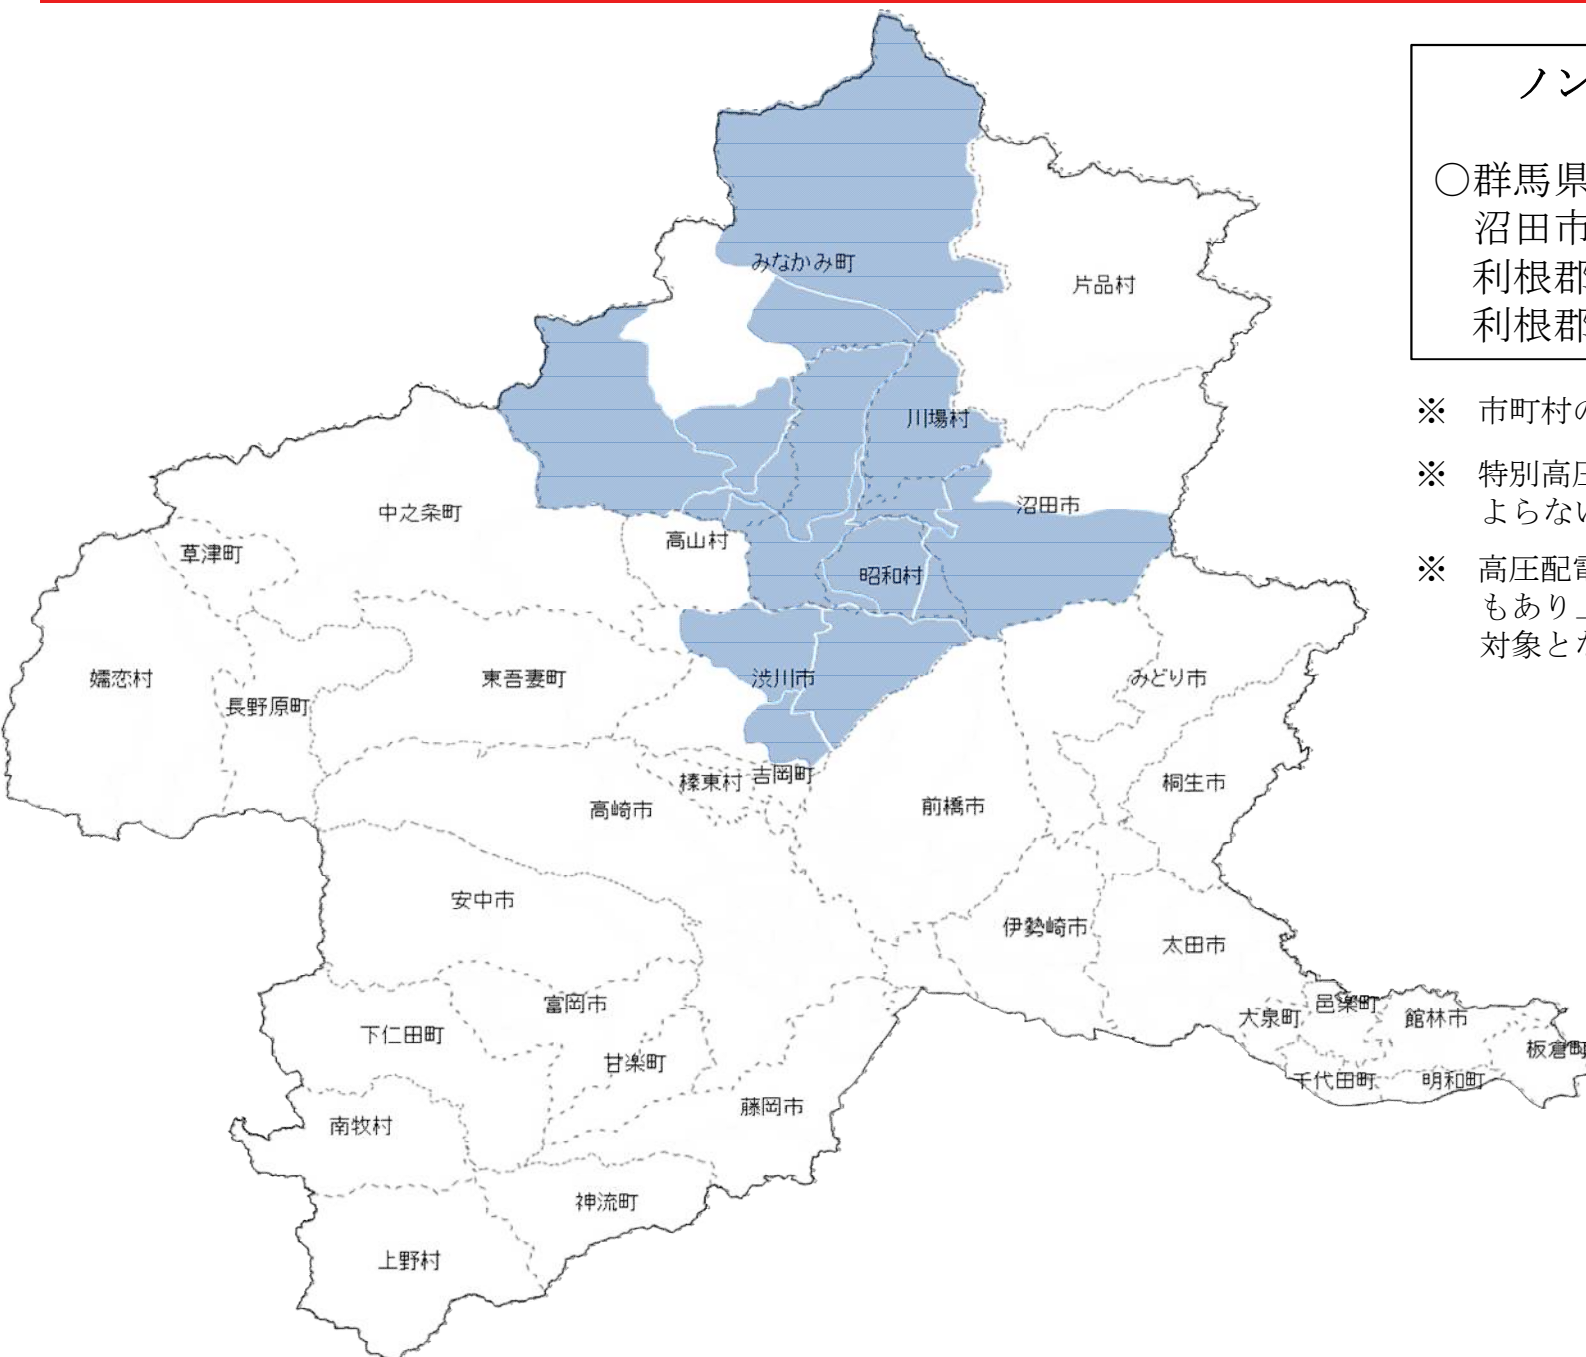 ノン
○群馬県
沼田市
利根郡
利根郡
※ 市町村の
※ 特別高圧
よらない
※ 高圧配電
もあり
対象とな
みなかみ町
片品村
川場村
沼田市
中之条町
高山村
草津町
昭和村
嬬恋村
長野原町
東吾妻町
渋川市
みどり市
榛東村
吉岡町
高崎市
前橋市
桐生市
安中市
伊勢崎市
太田市
富岡市
下仁田町
甘楽町
大泉町
邑楽町
館林市
板倉町
千代田町
明和町
藤岡市
南牧村
神流町
上野村